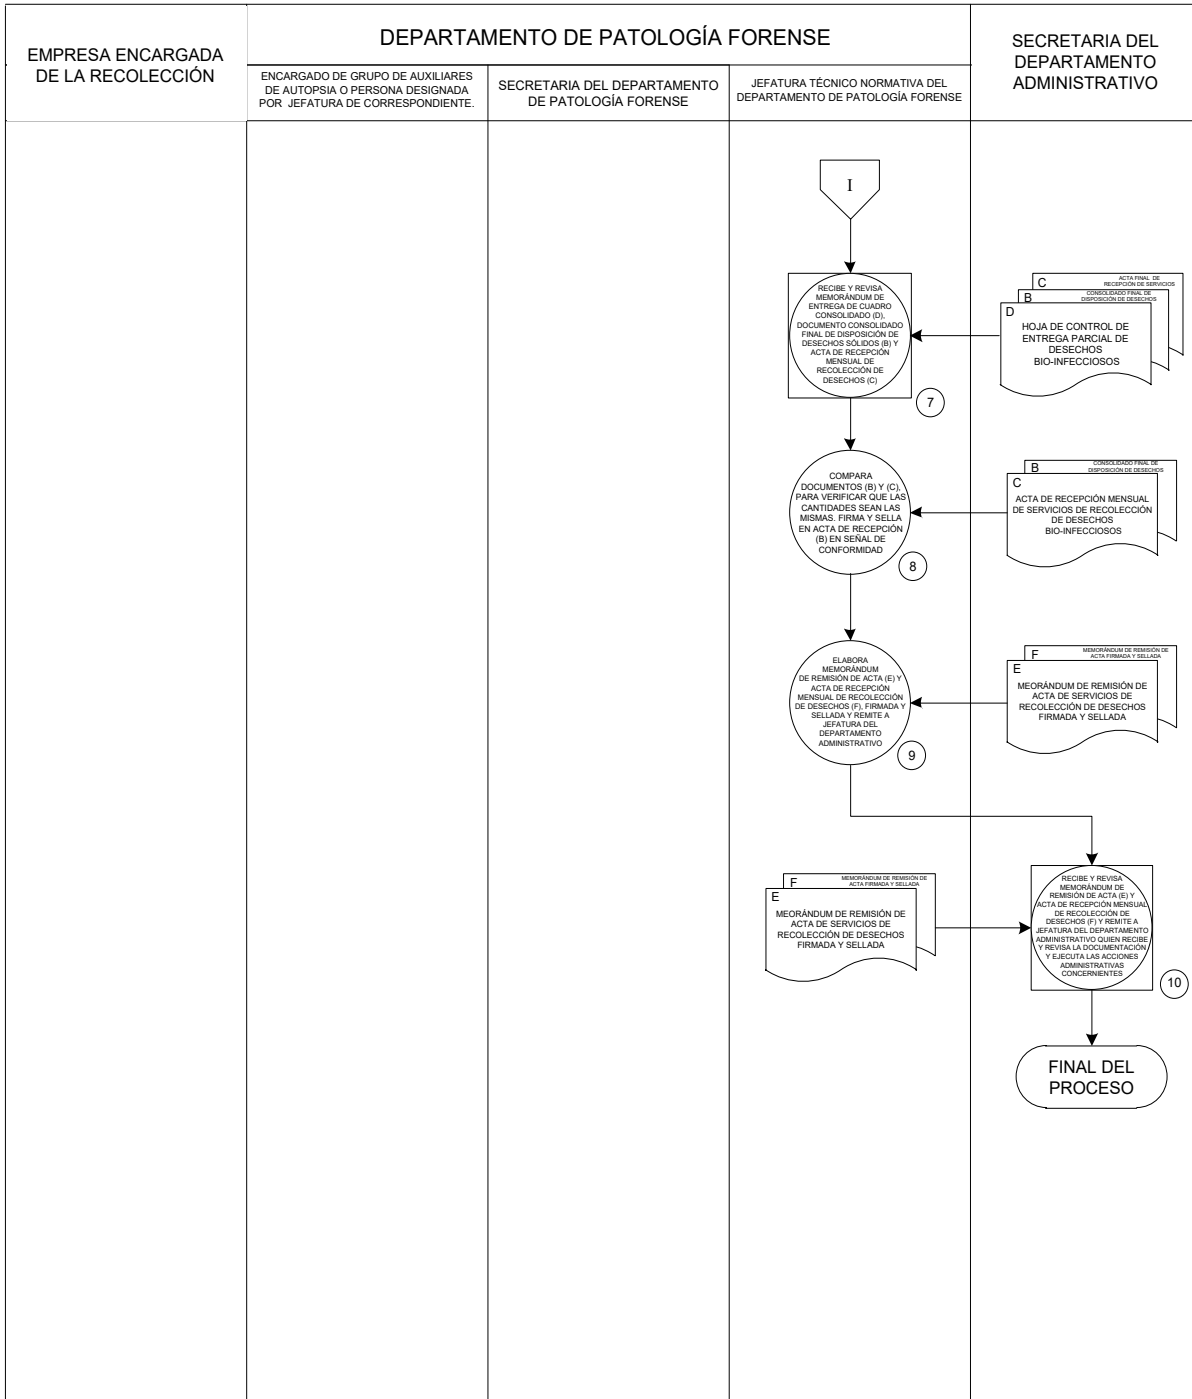 EMPRESA ENCARGADA
DE LA RECOLECCIÓN
DEPARTAMENTO DE PATOLOGÍA FORENSE
ENCARGADO DE GRUPO DE AUXILIARES
DE AUTOPSIA O PERSONA DESIGNADA
POR JEFATURA DE CORRESPONDIENTE.
SECRETARIA DEL DEPARTAMENTO
DE PATOLOGÍA FORENSE
JEFATURA TÉCNICO NORMATIVA DEL
DEPARTAMENTO DE PATOLOGÍA FORENSE
SECRETARIA DEL
DEPARTAMENTO
ADMINISTRATIVO
I
RECIBE Y REVISA
MEMORÁNDUM DE
ENTREGA DE CUADRO
CONSOLIDADO (D),
DOCUMENTO CONSOLIDADO
FINAL DE DISPOSICIÓN DE
DESECHOS SÓLIDOS (B) Y
ACTA DE RECEPCIÓN
MENSUAL DE
RECOLECCIÓN DE
DESECHOS (C)
7
C
ACTA FINAL DE
RECEPCIÓN DE SERVICIOS
B
CONSOLIDADO FINAL DE
DISPOSICIÓN DE DESECHOS
D
HOJA DE CONTROL DE
ENTREGA PARCIAL DE
DESECHOS
BIO-INFECCIOSOS
COMPARA
DOCUMENTOS (B) Y (C),
PARA VERIFICAR QUE LAS
CANTIDADES SEAN LAS
MISMAS. FIRMA Y SELLA
EN ACTA DE RECEPCIÓN
(B) EN SEÑAL DE
CONFORMIDAD
8
B
CONSOLIDADO FINAL DE
DISPOSICIÓN DE DESECHOS
C
ACTA DE RECEPCIÓN MENSUAL
DE SERVICIOS DE RECOLECCIÓN
DE DESECHOS
BIO-INFECCIOSOS
ELABORA
MEMORÁNDUM
DE REMISIÓN DE ACTA (E) Y
ACTA DE RECEPCIÓN
MENSUAL DE RECOLECCIÓN
DE DESECHOS (F), FIRMADA Y
SELLADA Y REMITE A
JEFATURA DEL
DEPARTAMENTO
ADMINISTRATIVO
9
F
MEMORÁNDUM DE REMISIÓN DE
ACTA FIRMADA Y SELLADA
E
MEORÁNDUM DE REMISIÓN DE
ACTA DE SERVICIOS DE
RECOLECCIÓN DE DESECHOS
FIRMADA Y SELLADA
F
MEMORÁNDUM DE REMISIÓN DE
ACTA FIRMADA Y SELLADA
E
MEORÁNDUM DE REMISIÓN DE
ACTA DE SERVICIOS DE
RECOLECCIÓN DE DESECHOS
FIRMADA Y SELLADA
RECIBE Y REVISA
MEMORÁNDUM DE
REMISIÓN DE ACTA (E) Y
ACTA DE RECEPCIÓN MENSUAL
DE RECOLECCIÓN DE
DESECHOS (F) Y REMITE A
JEFATURA DEL DEPARTAMENTO
ADMINISTRATIVO QUIEN RECIBE
Y REVISA LA DOCUMENTACIÓN
Y EJECUTA LAS ACCIONES
ADMINISTRATIVAS
CONCERNIENTES
10
FINAL DEL
PROCESO